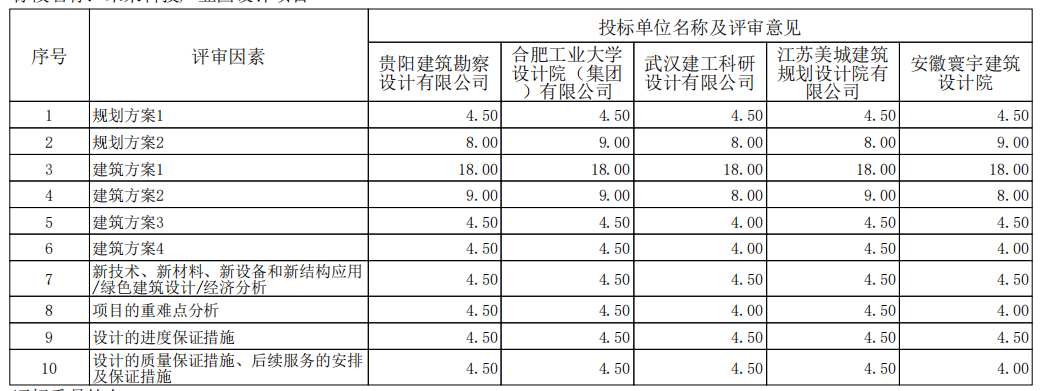 投标单位名称及评审意见
序号 评审因素
贵阳建筑勘察
设计有限公司
合肥工业大学
设计院（集团
）有限公司
武汉建工科研
设计有限公司
江苏美城建筑
规划设计院有
限公司
安徽寰宇建筑
设计院
1 规划方案1 4.50 4.50 4.50 4.50 4.50
2 规划方案2 8.00 9.00 8.00 8.00 9.00
3 建筑方案1 18.00 18.00 18.00 18.00 18.00
4 建筑方案2 9.00 9.00 8.00 9.00 8.00
5 建筑方案3 4.50 4.50 4.00 4.50 4.50
6 建筑方案4 4.50 4.50 4.00 4.50 4.00
7 新技术、新材料、新设备和新结构应用
/绿色建筑设计/经济分析 4.50 4.50 4.50 4.50 4.50
8 项目的重难点分析 4.50 4.50 4.00 4.50 4.00
9 设计的进度保证措施 4.50 4.50 4.50 4.50 4.50
10 设计的质量保证措施、后续服务的安排
及保证措施 4.50 4.50 4.50 4.50 4.00